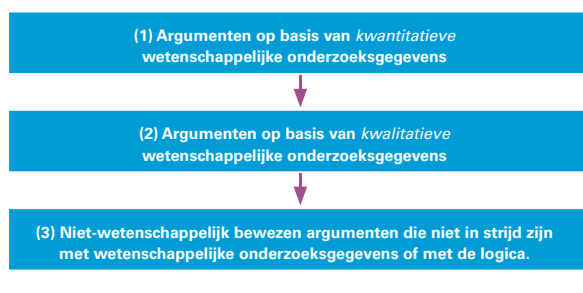 (1) Argumenten op basis van kwantitatieve
wetenschappelijke onderzoeksgegevens
(2) Argumenten op basis van kwalitatieve
wetenschappelijke onderzoeksgegevens
(3) Niet-wetenschappelijk bewezen argumenten die niet in strijd zijn
met wetenschappelijke onderzoeksgegevens of met de logica.